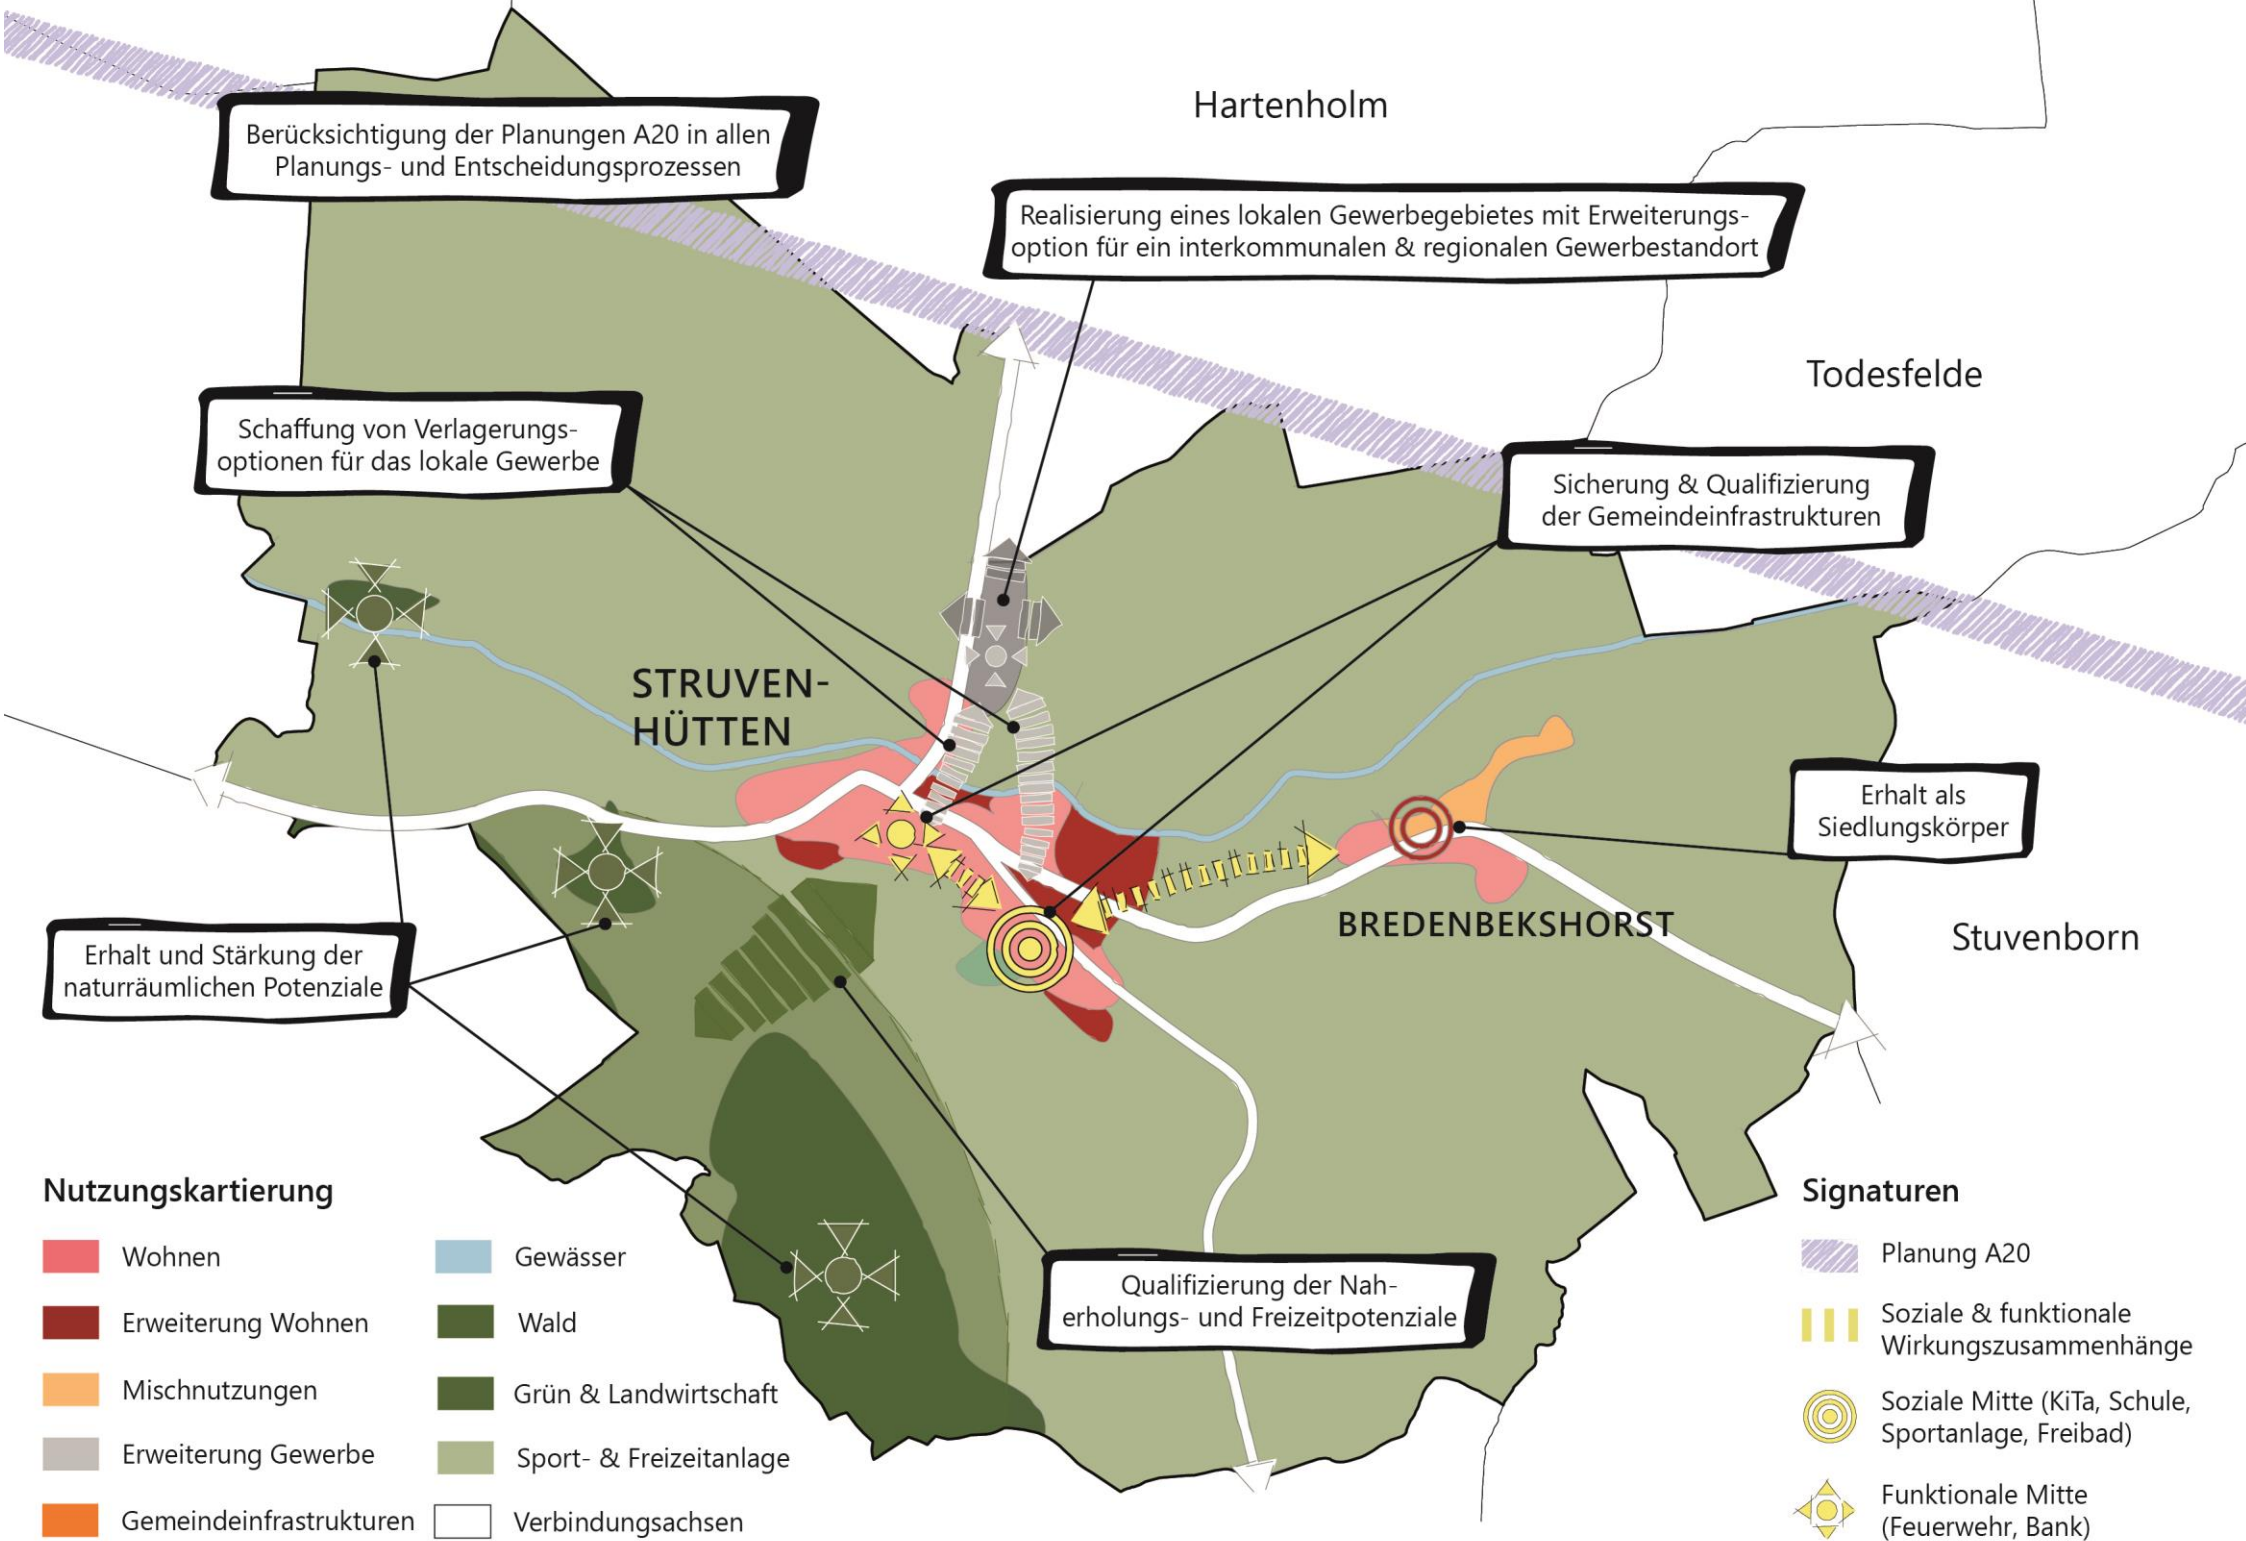 Hartenholm
Berücksichtigung der Planungen A20 in allen
Planungs- und Entscheidungsprozessen
Realisierung eines lokalen Gewerbegebietes mit Erweiterungs-
option für ein interkommunalen & regionalen Gewerbestandort
Todesfelde
Schaffung von Verlagerungs-
optionen für das lokale Gewerbe
Sicherung & Qualifizierung
der Gemeindeinfrastrukturen
STRUVEN-
HÜTTEN
Erhalt als
Siedlungskörper
BREDENBEKSHORST
Stuvenborn
Erhalt und Stärkung der
naturräumlichen Potenziale
Qualifizierung der Nah-
erholungs- und Freizeitpotenziale
Nutzungskartierung
Wohnen
Erweiterung Wohnen
Mischnutzungen
Erweiterung Gewerbe
Gemeindeinfrastrukturen
Gewässer
Wald
Grün & Landwirtschaft
Sport- & Freizeitanlage
Verbindungsachsen
Signaturen
Planung A20
Soziale & funktionale
Wirkungszusammenhänge
Soziale Mitte (KiTa, Schule,
Sportanlage, Freibad)
Funktionale Mitte
(Feuerwehr, Bank)